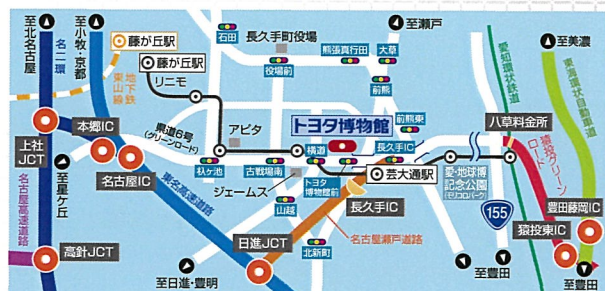 至北名古屋
名二環
至小牧・京都
藤が丘駅
地下鉄
東山線
藤が丘駅
リニモ
石田
長久手町役場
役場前
熊張真行田
大草
前熊
前熊東
至瀬戸
愛知環状鉄道
至美濃
東海環状自動車道
八草料金所
猿投グリーン
ロード
上社
JCT
本郷IC
名古屋IC
県道6号
(グリーンロード)
アピタ
トヨタ博物館
横道
長久手IC
杁ヶ池
古戦場南
トヨタ
博物館前
芸大通駅
愛・地球博
記念公園
(モリコロパーク)
至星ヶ丘
東名高速道路
ジェームス
山越
長久手IC
155
豊田藤岡IC
名古屋高速道路
高針JCT
日進JCT
名古屋瀬戸道路
北新町
猿投東IC
至日進・豊明
至豊田
至豊田